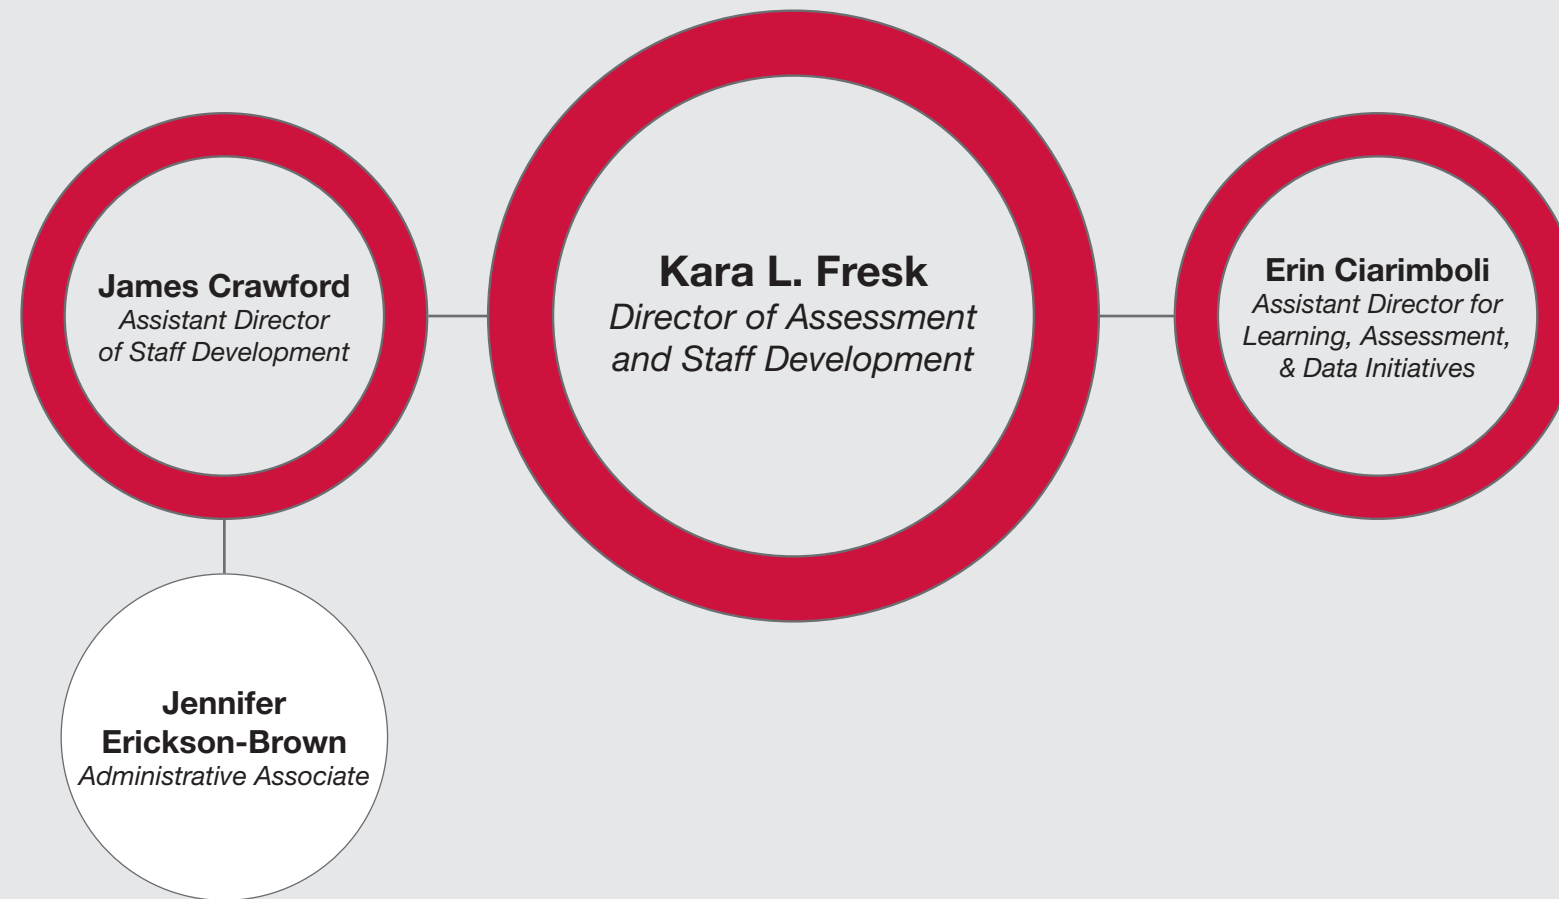 James Crawford
Assistant Director
of Staff Development
Kara L. Fresk
Director of Assessment
and Staff Development
Erin Ciarimboli
Assistant Director for
Learning, Assessment,
& Data Initiatives
Jennifer
Erickson-Brown
Administrative Associate